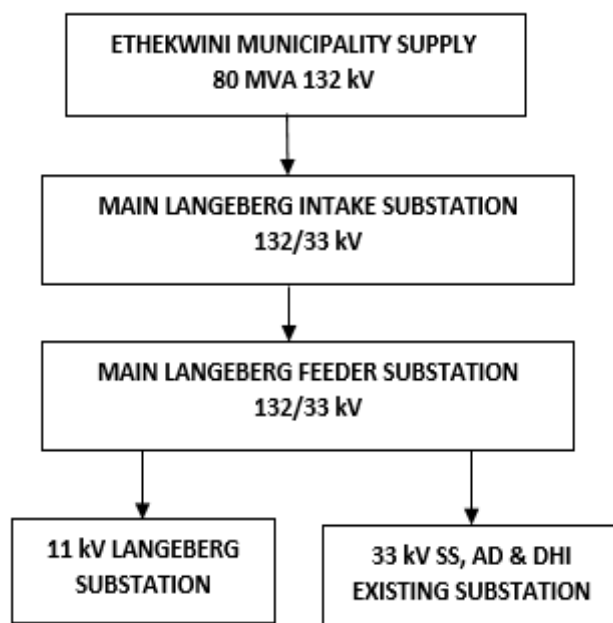 ETHEKWINI MUNICIPALITY SUPPLY
80 MVA 132 kV
MAIN LANGEBERG INTAKE SUBSTATION
132/33 kV
MAIN LANGEBERG FEEDER SUBSTATION
132/33 kV
11 kV LANGEBERG
SUBSTATION
33 kV SS, AD & DHI
EXISTING SUBSTATION